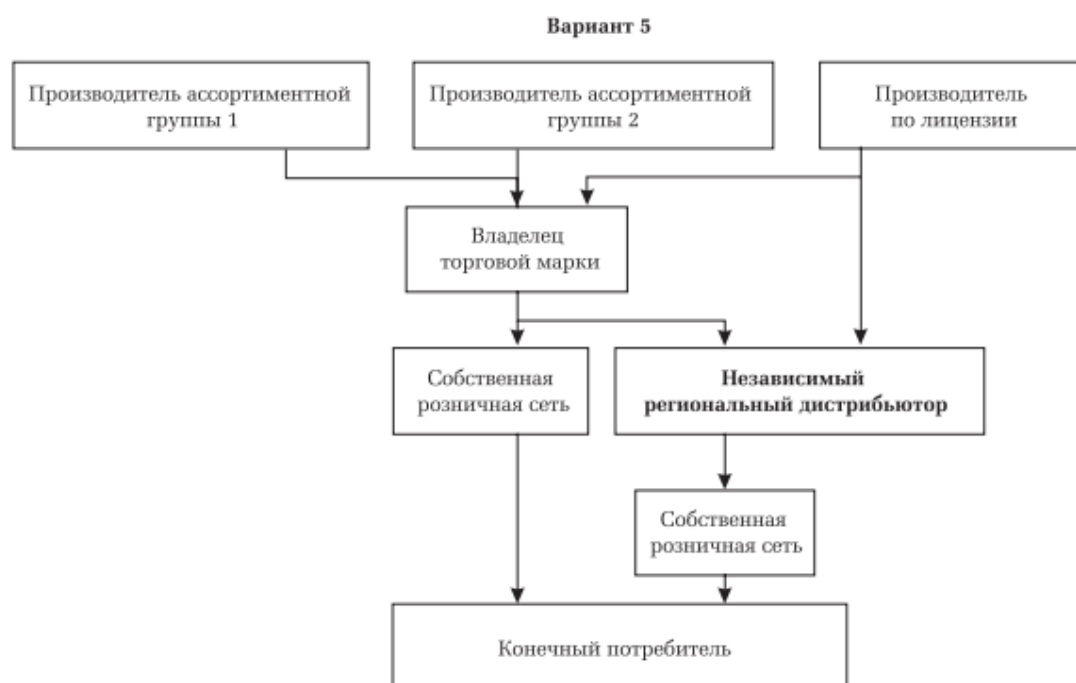 Вариант 5
Производитель ассортиментной
группы 1
Производитель ассортиментной
группы 2
Производитель
по лицензии
Владелец
торговой марки
Собственная
розничная сеть
Независимый
региональный дистрибьютор
Собственная
розничная сеть
Конечный потребитель